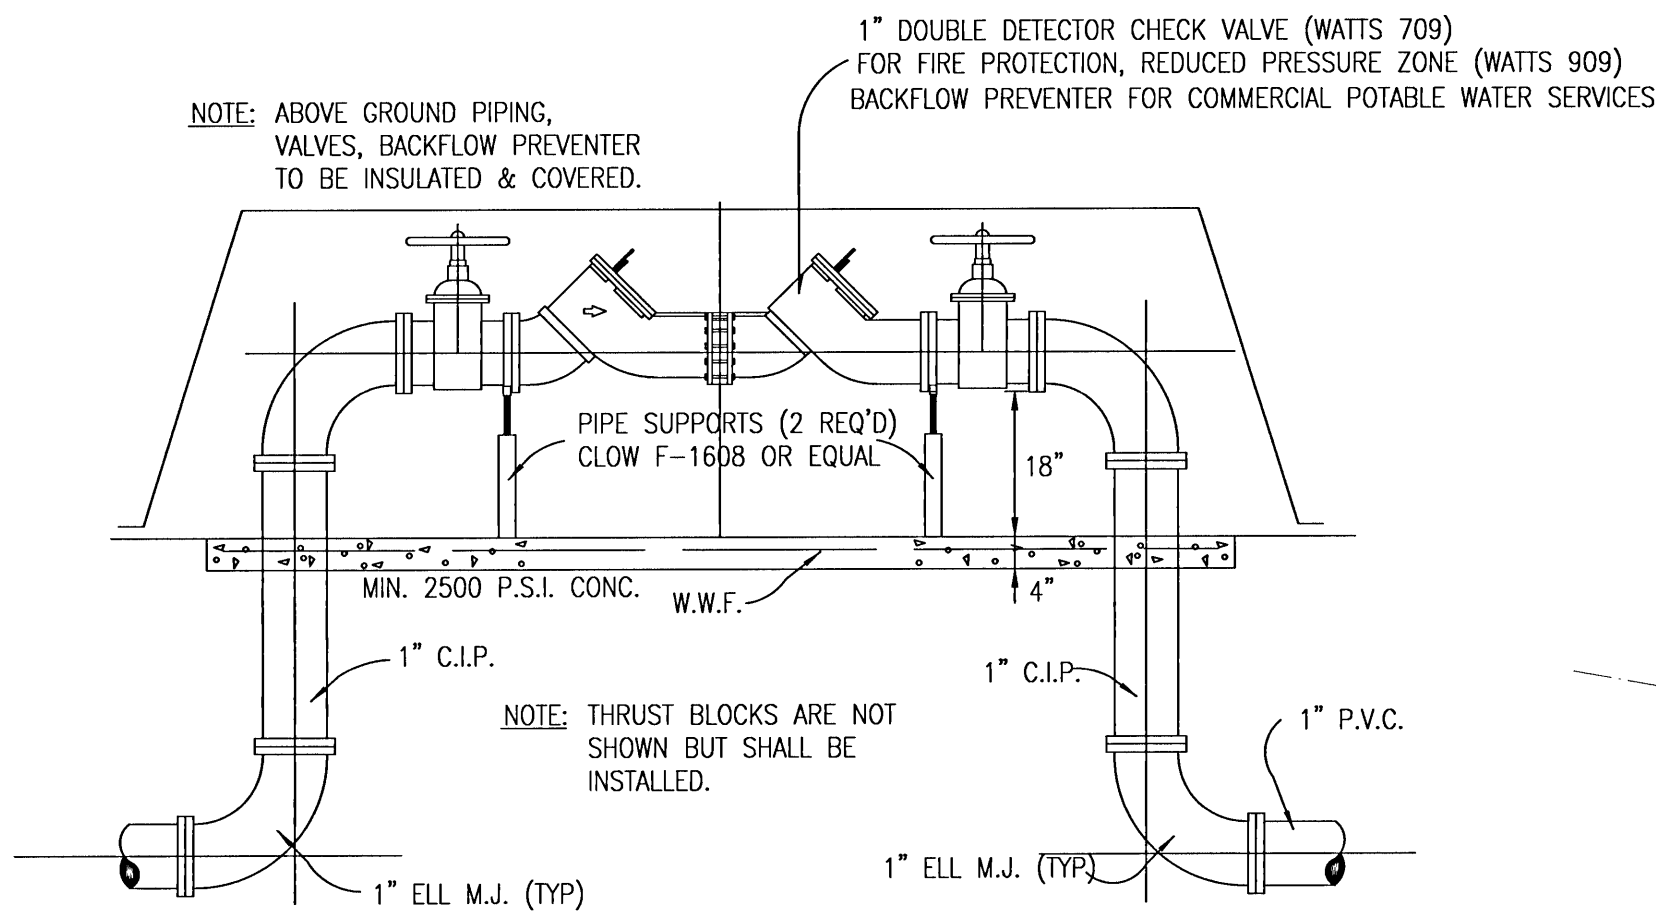 1" DOUBLE DETECTOR CHECK VALVE (WATTS 709)
FOR FIRE PROTECTION, REDUCED PRESSURE ZONE (WATTS 909)
BACKFLOW PREVENTER FOR COMMERCIAL POTABLE WATER SERVICES
NOTE: ABOVE GROUND PIPING,
VALVES, BACKFLOW PREVENTER
TO BE INSULATED & COVERED.
PIPE SUPPORTS (2 REQ'D)
CLOW F-1608 OR EQUAL
18"
MIN. 2500 P.S.I. CONC.
W.W.F.
4"
1" C.I.P.
1" C.I.P.
NOTE: THRUST BLOCKS ARE NOT
SHOWN BUT SHALL BE
INSTALLED.
1" P.V.C.
1" ELL M.J. (TYP)
1" ELL M.J. (TYP)